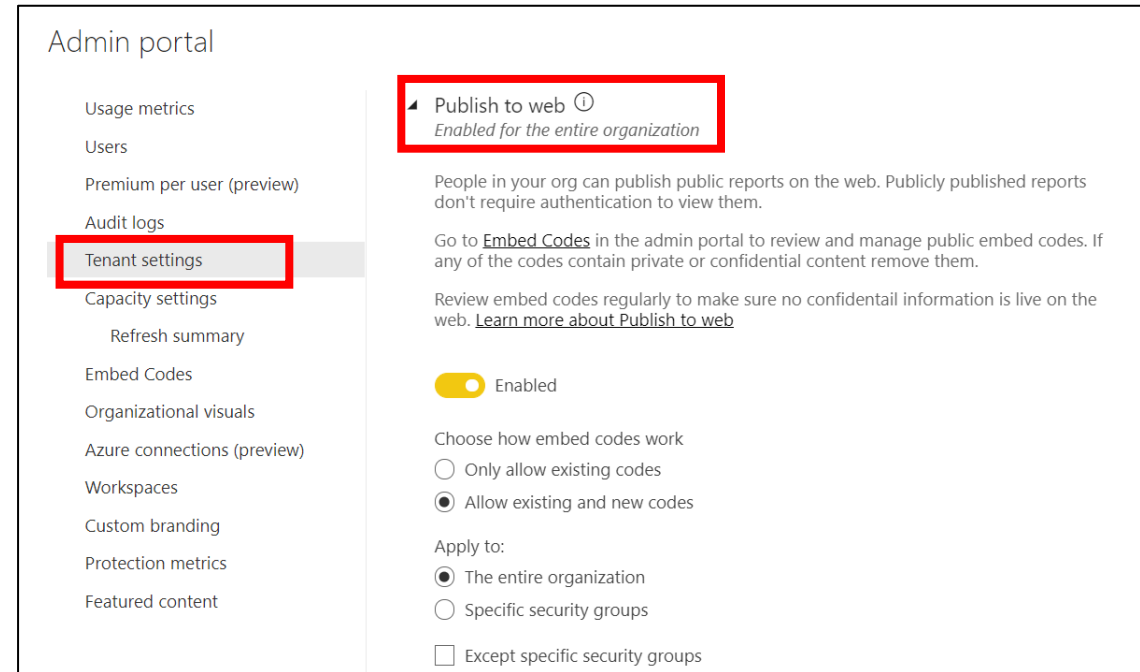 Admin portal
Usage metrics
Users
Premium per user (preview)
Audit logs
Tenant settings
Capacity settings
Refresh summary
Embed Codes
Organizational visuals
Azure connections (preview)
Workspaces
Custom branding
Protection metrics
Featured content
Publish to web
Enabled for the entire organization
People in your org can publish public reports on the web. Publicly published reports
don't require authentication to view them.
Go to Embed Codes in the admin portal to review and manage public embed codes. If
any of the codes contain private or confidential content remove them.
Review embed codes regularly to make sure no confidentail information is live on the
web. Learn more about Publish to web
Enabled
Choose how embed codes work
Only allow existing codes
Allow existing and new codes
Apply to:
The entire organization
Specific security groups
Except specific security groups